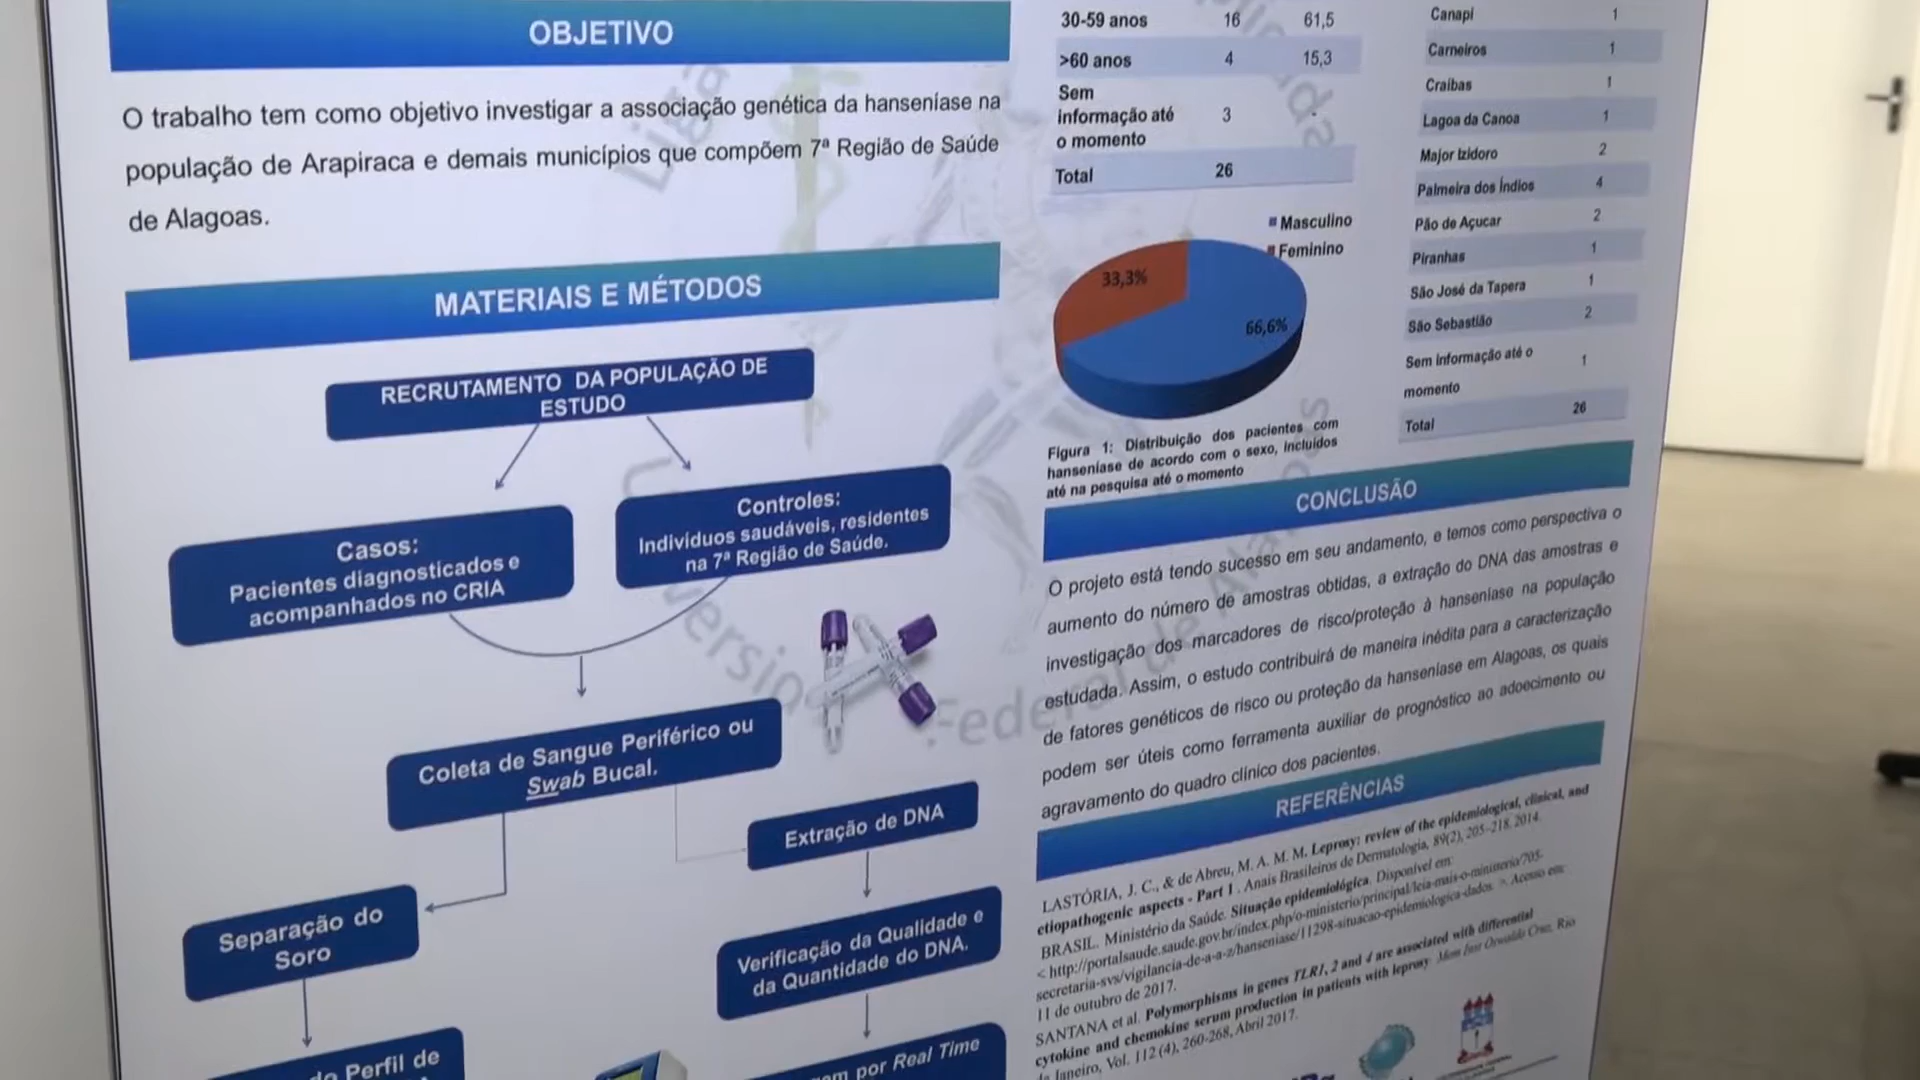 OBJETIVO
O trabalho tem como objetivo investigar a associação genética da hanseníase na
população de Arapiraca e demais municípios que compõem 7ª Região de Saúde
de Alagoas.
MATERIAIS E MÉTODOS
RECRUTAMENTO DA POPULAÇÃO DE
ESTUDO
Casos:
Pacientes diagnosticados e
acompanhados no CRIA
Controles:
Indivíduos saudáveis, residentes
na 7ª Região de Saúde.
Coleta de Sangue Periférico ou
Swab Bucal.
Extração de DNA
Separação do
Soro
Verificação da Qualidade e
da Quantidade do DNA.
Perfil de
por Real Time
30-59 anos 16 61,5
>60 anos 4 15,3
Sem
informação até 3 -
o momento
Total 26
Masculino
Feminino
33,3%
66,6%
Figura 1: Distribuição dos pacientes com
hanseníase de acordo com o sexo, incluídos
até na pesquisa até o momento
Canapi 1
Carneiros 1
Craíbas 1
Lagoa da Canoa 1
Major Izidoro 2
Palmeira dos Índios 4
Pão de Açucar 2
Piranhas 1
São José da Tapera 1
São Sebastião 2
Sem informação até o 1
momento
Total 26
CONCLUSÃO
O projeto está tendo sucesso em seu andamento, e temos como perspectiva o
aumento do número de amostras obtidas, a extração do DNA das amostras e
investigação dos marcadores de risco/proteção à hanseníase na população
estudada. Assim, o estudo contribuirá de maneira inédita para a caracterização
de fatores genéticos de risco ou proteção da hanseníase em Alagoas, os quais
podem ser úteis como ferramenta auxiliar de prognóstico ao adoecimento ou
agravamento do quadro clínico dos pacientes.
REFERÊNCIAS
LASTÓRIA, J. C., & de Abreu, M. A. M. M. Leprosy: review of the epidemiological, clinical, and
etiopathogenic aspects - Part 1 . Anais Brasileiros de Dermatologia, 89(2), 205–218. 2014.
BRASIL. Ministério da Saúde. Situação epidemiológica. Disponível em:
< http://portalsaude.saude.gov.br/index.php/o-ministerio/principal/leia-mais-o-ministerio/705-
secretaria-svs/vigilancia-de-a-a-z/hanseniase/11298-situacao-epidemiologica-dados >. Acesso em:
11 de outubro de 2017.
SANTANA et al. Polymorphisms in genes TLR1, 2 and 4 are associated with differential
cytokine and chemokine serum production in patients with leprosy. Mem Inst Oswaldo Cruz, Rio
de Janeiro, Vol. 112 (4), 260-268, Abril 2017.